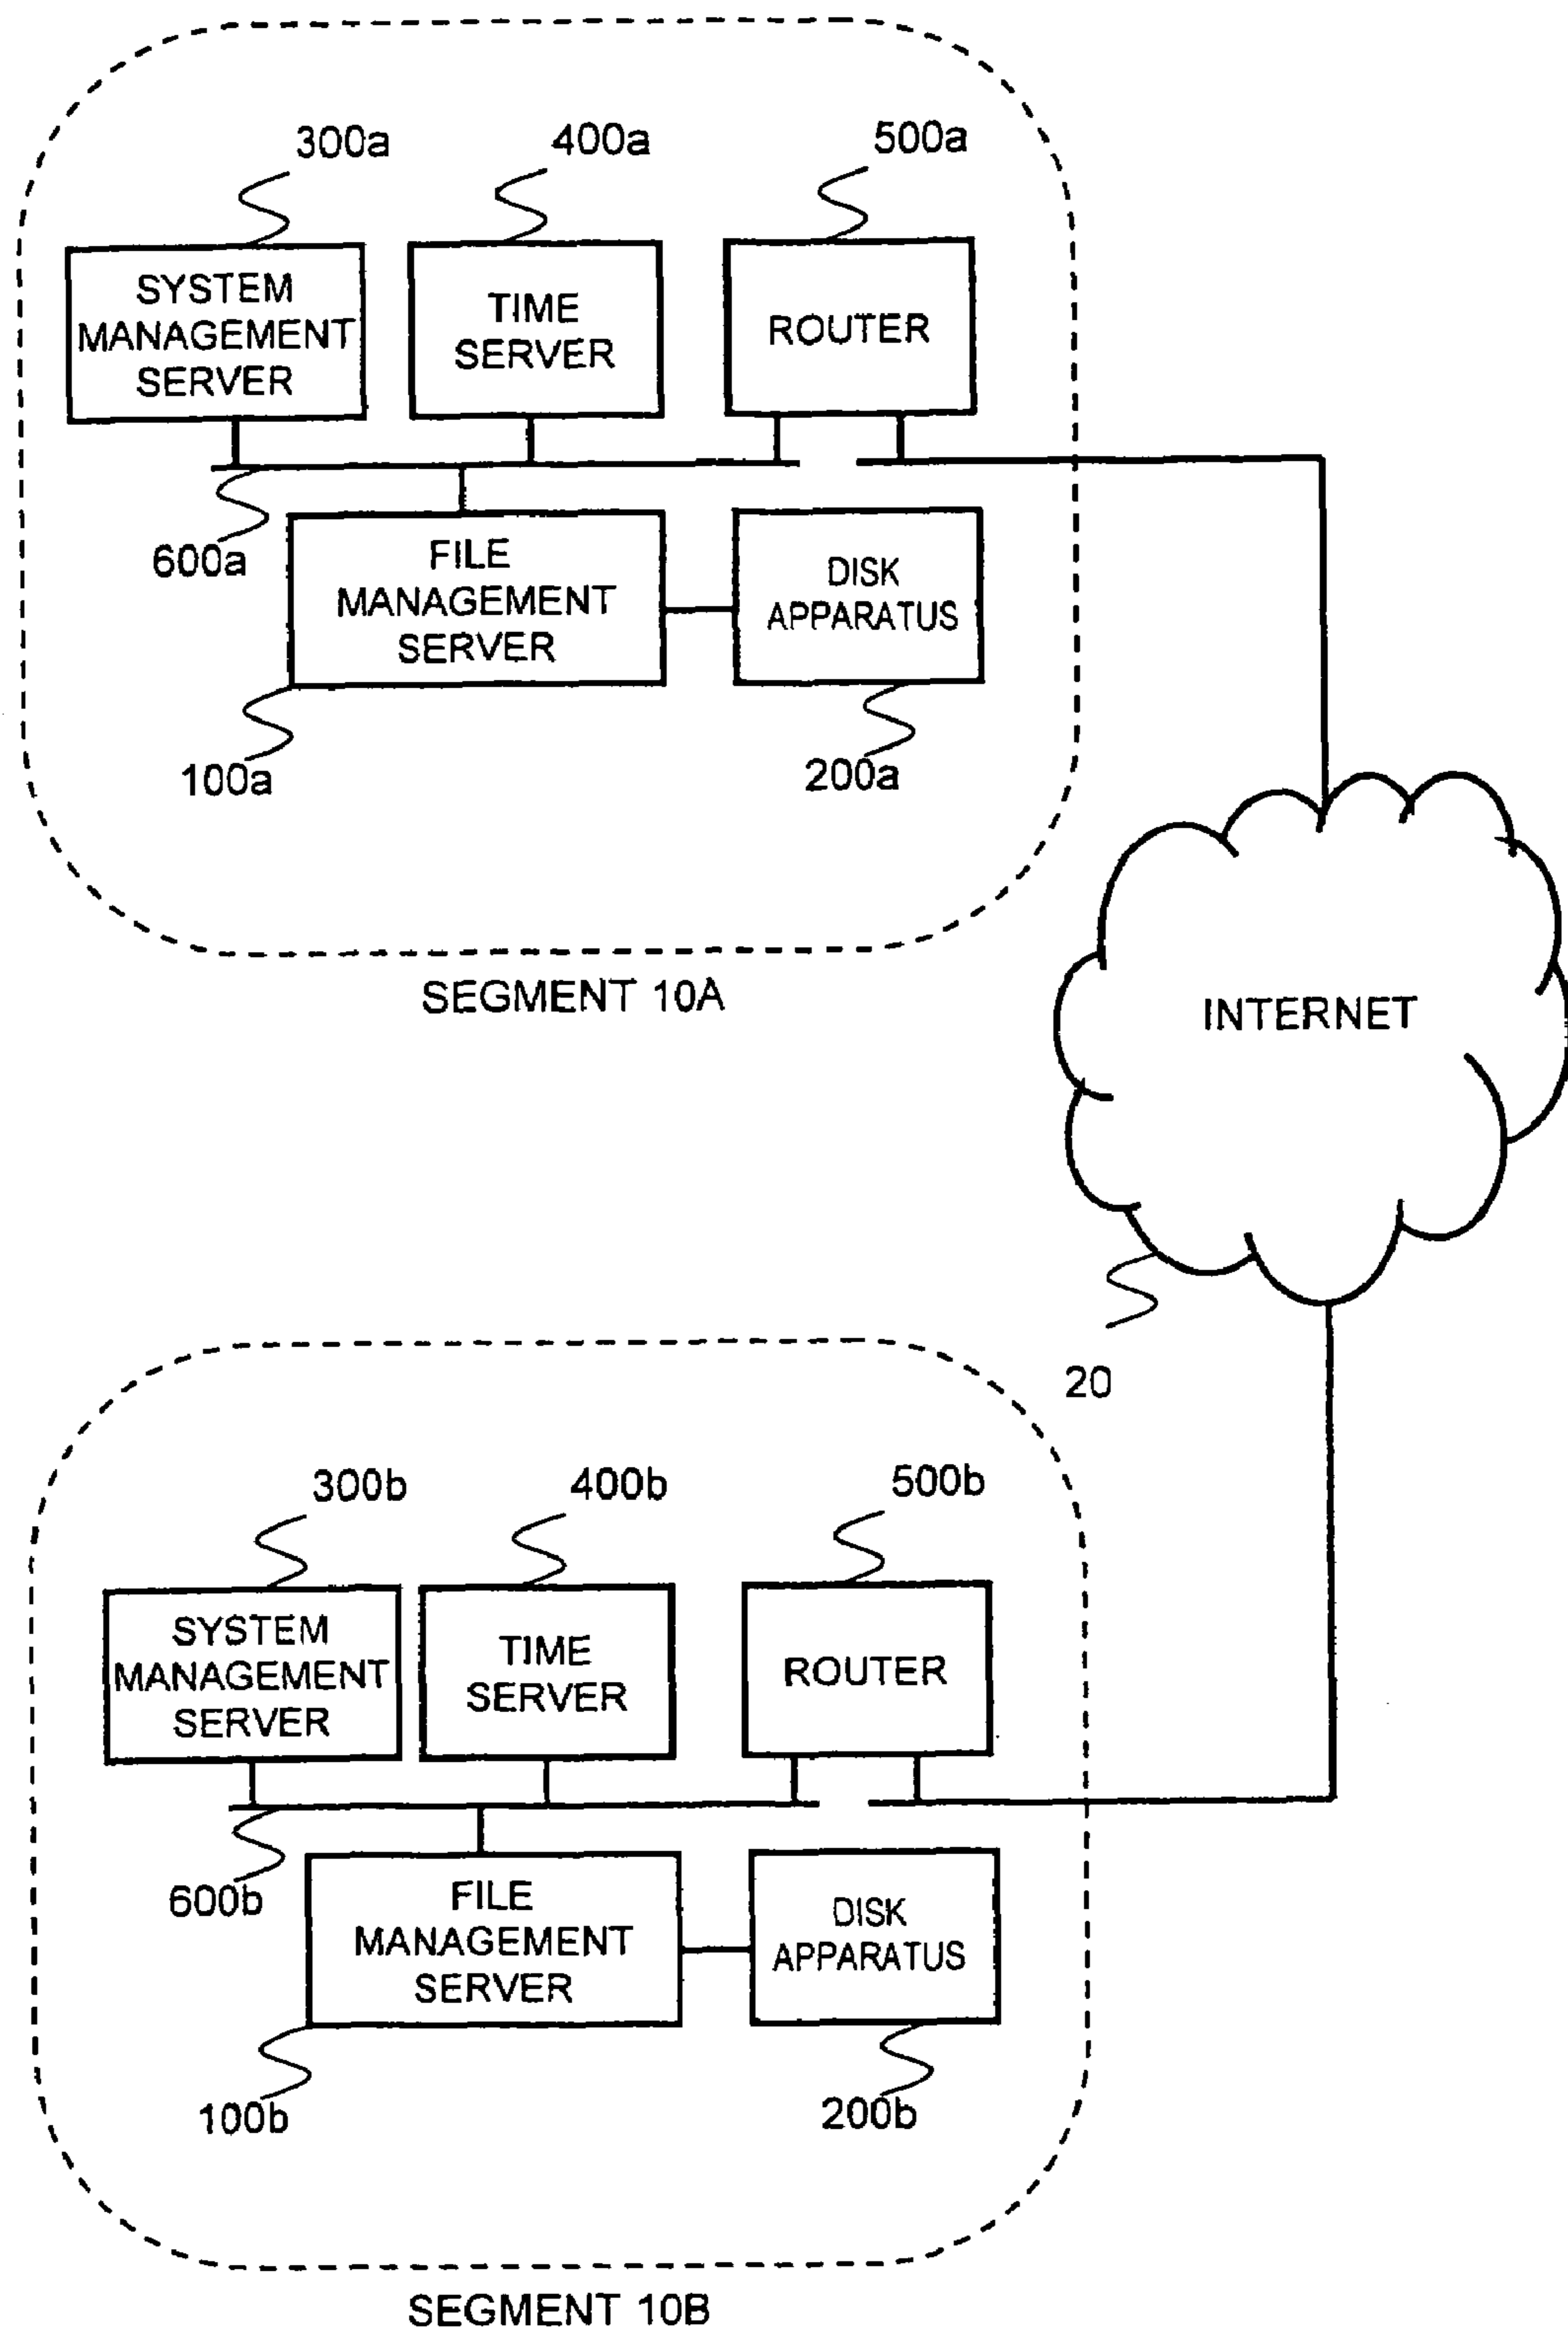 300a
400a
500a
SYSTEM
MANAGEMENT
SERVER
TIME
SERVER
ROUTER
600a
FILE
MANAGEMENT
SERVER
DISK
APPARATUS
100a
200a
SEGMENT 10A
INTERNET
20
300b
400b
500b
SYSTEM
MANAGEMENT
SERVER
TIME
SERVER
ROUTER
600b
FILE
MANAGEMENT
SERVER
DISK
APPARATUS
100b
200b
SEGMENT 10B